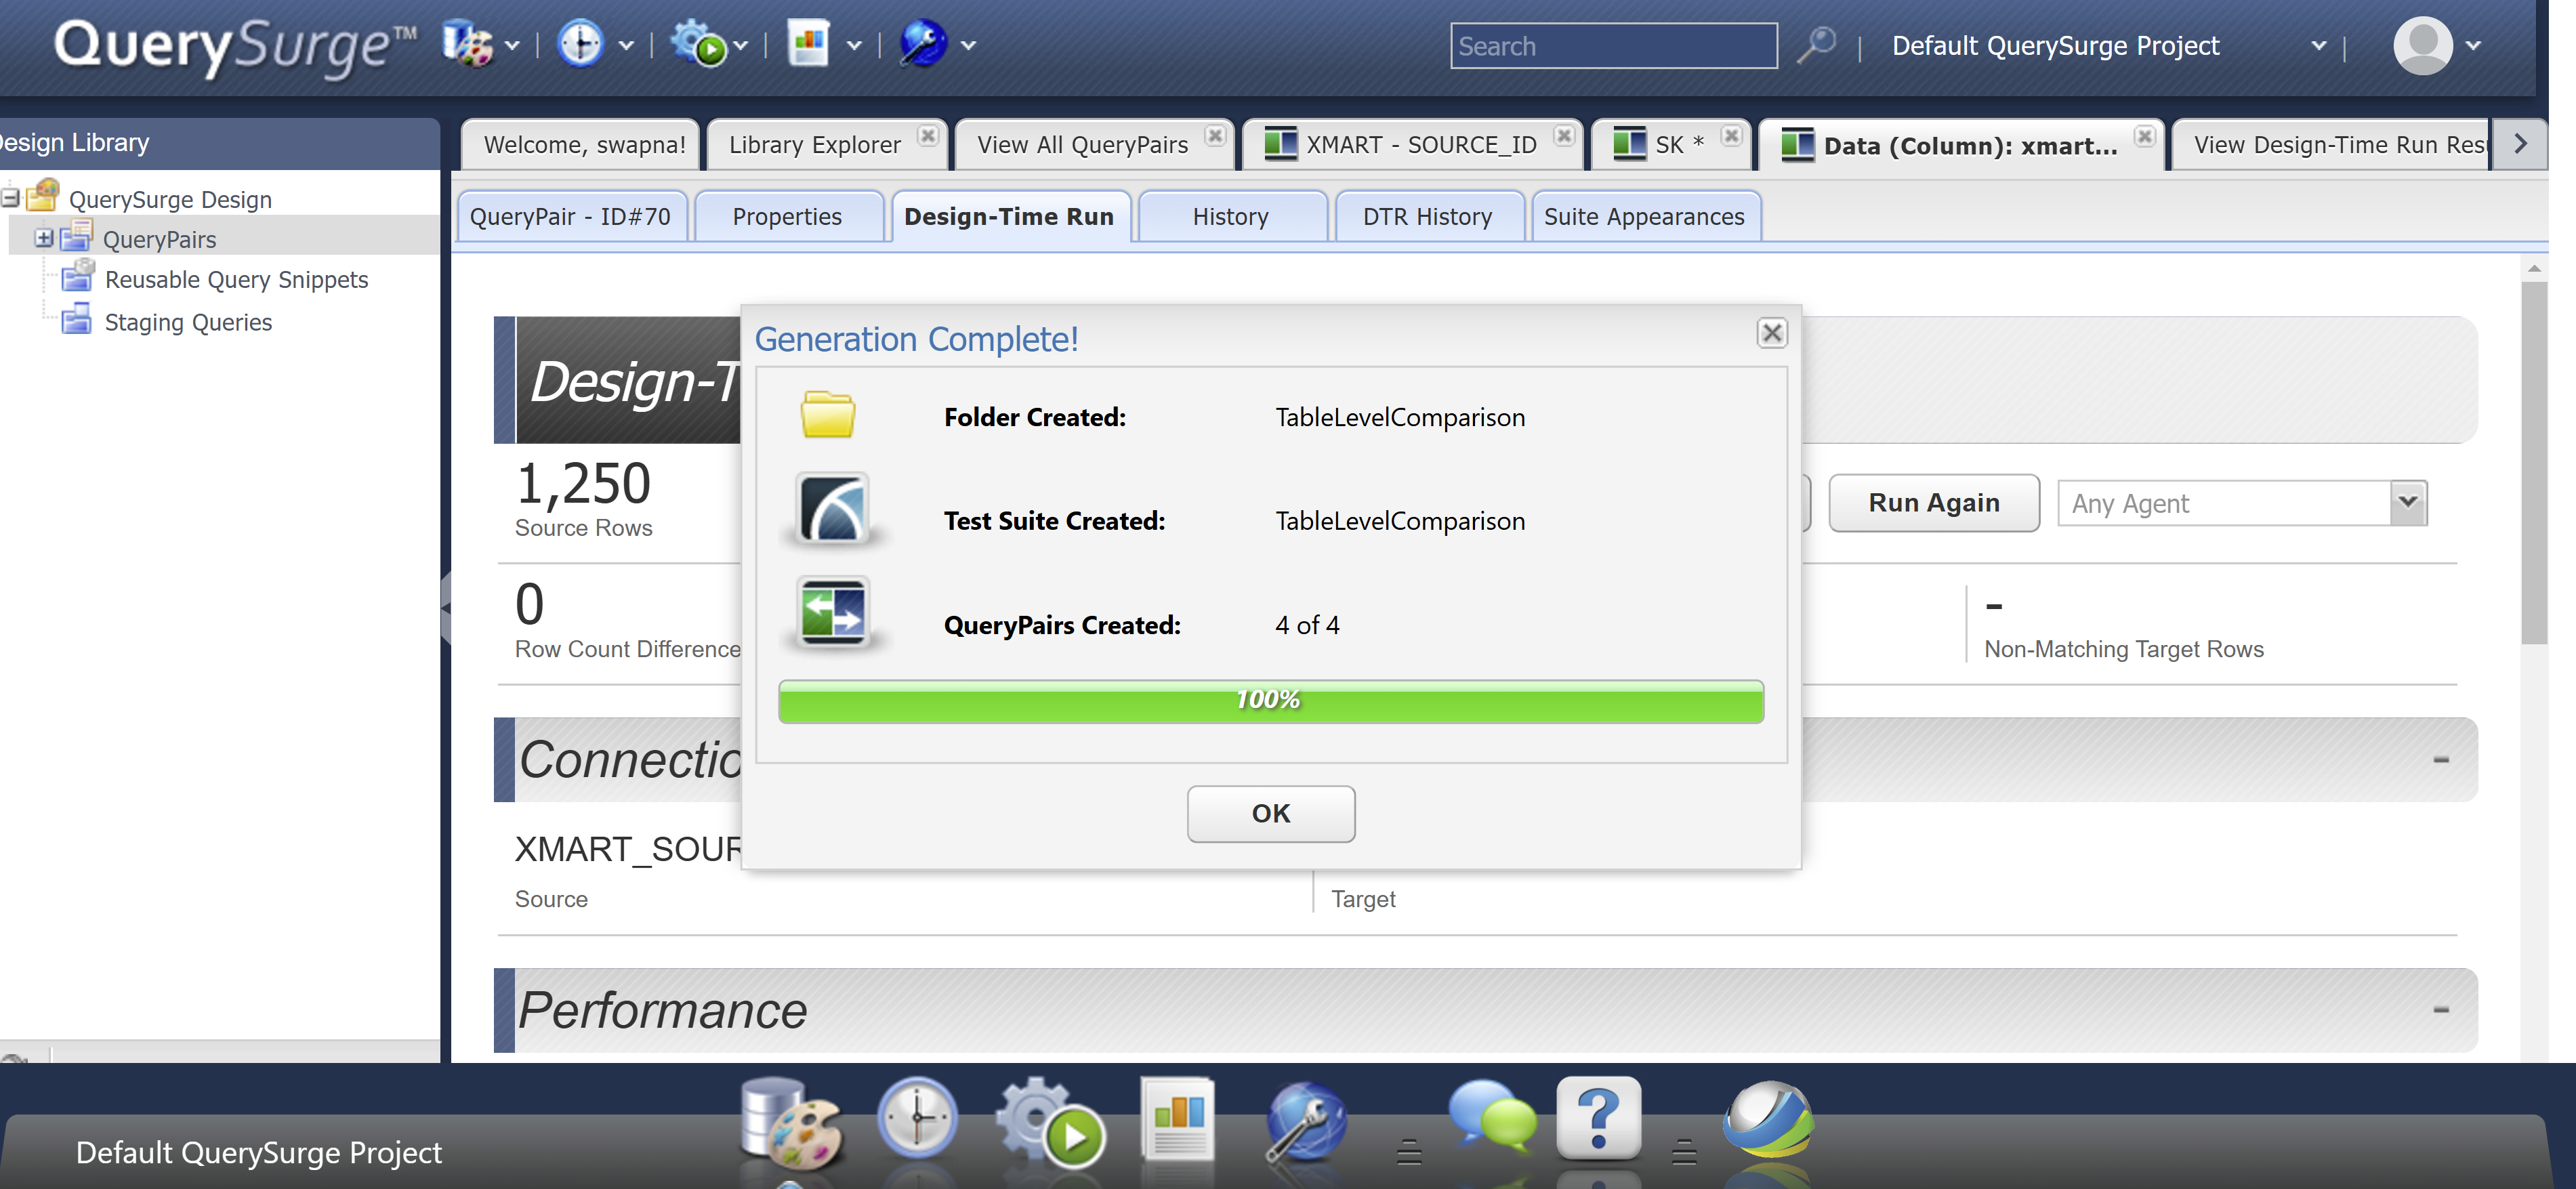 QuerySurge™
Search
Default QuerySurge Project
Design Library
Welcome, swapna!
Library Explorer
View All QueryPairs
XMART - SOURCE_ID
SK *
Data (Column): xmart...
View Design-Time Run Res
QuerySurge Design
QueryPairs
Reusable Query Snippets
Staging Queries
QueryPair - ID#70
Properties
Design-Time Run
History
DTR History
Suite Appearances
Design-T
Generation Complete!
Folder Created: TableLevelComparison
Test Suite Created: TableLevelComparison
QueryPairs Created: 4 of 4
100%
OK
1,250
Source Rows
Run Again
Any Agent
0
Row Count Difference
-
Non-Matching Target Rows
Connectio
XMART_SOUR
Source
Target
Performance
Default QuerySurge Project